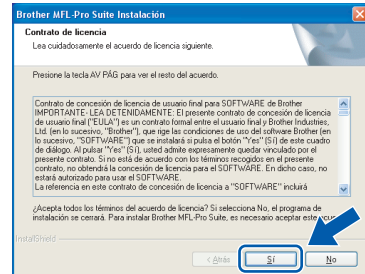 Brother MFL-Pro Suite Instalación
Contrato de licencia
Lea cuidadosamente el acuerdo de licencia siguiente.
Presione la tecla AV PÁG para ver el resto del acuerdo.
Contrato de concesión de licencia de usuario final para SOFTWARE de Brother
IMPORTANTE- LEA DETENIDAMENTE: El presente contrato de concesión de licencia
de usuario final ("EULA") es un contrato formal entre el usuario final y Brother Industries,
Ltd. (en lo sucesivo, "Brother"), que rige las condiciones de uso del software Brother (en
lo sucesivo, "SOFTWARE") que se instalará si pulsa el botón "Yes" (Sí) de este cuadro
de diálogo. Al pulsar "Yes" (Sí), usted admite expresamente quedar vinculado por el
presente contrato. Si no está de acuerdo con los términos recogidos en el presente
contrato, no obtendrá la concesión de licencia para el SOFTWARE. En dicho caso, no
estará autorizado para usar el SOFTWARE.
La referencia en este contrato de concesión de licencia a "SOFTWARE" incluirá
¿Acepta todos los términos del acuerdo de licencia? Si selecciona No, el programa de
instalación se cerrará. Para instalar Brother MFL-Pro Suite, es necesario aceptar este
InstallShield
< Atrás Sí No